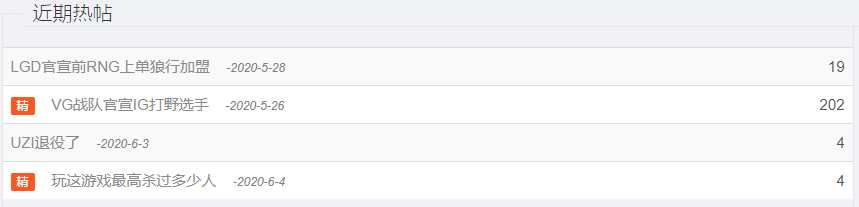 近期热帖
LGD官宣前RNG上单狼行加盟 -2020-5-28 19
精 VG战队官宣IG打野选手 -2020-5-26 202
UZI退役了 -2020-6-3 4
精 玩这游戏最高杀过多少人 -2020-6-4 4